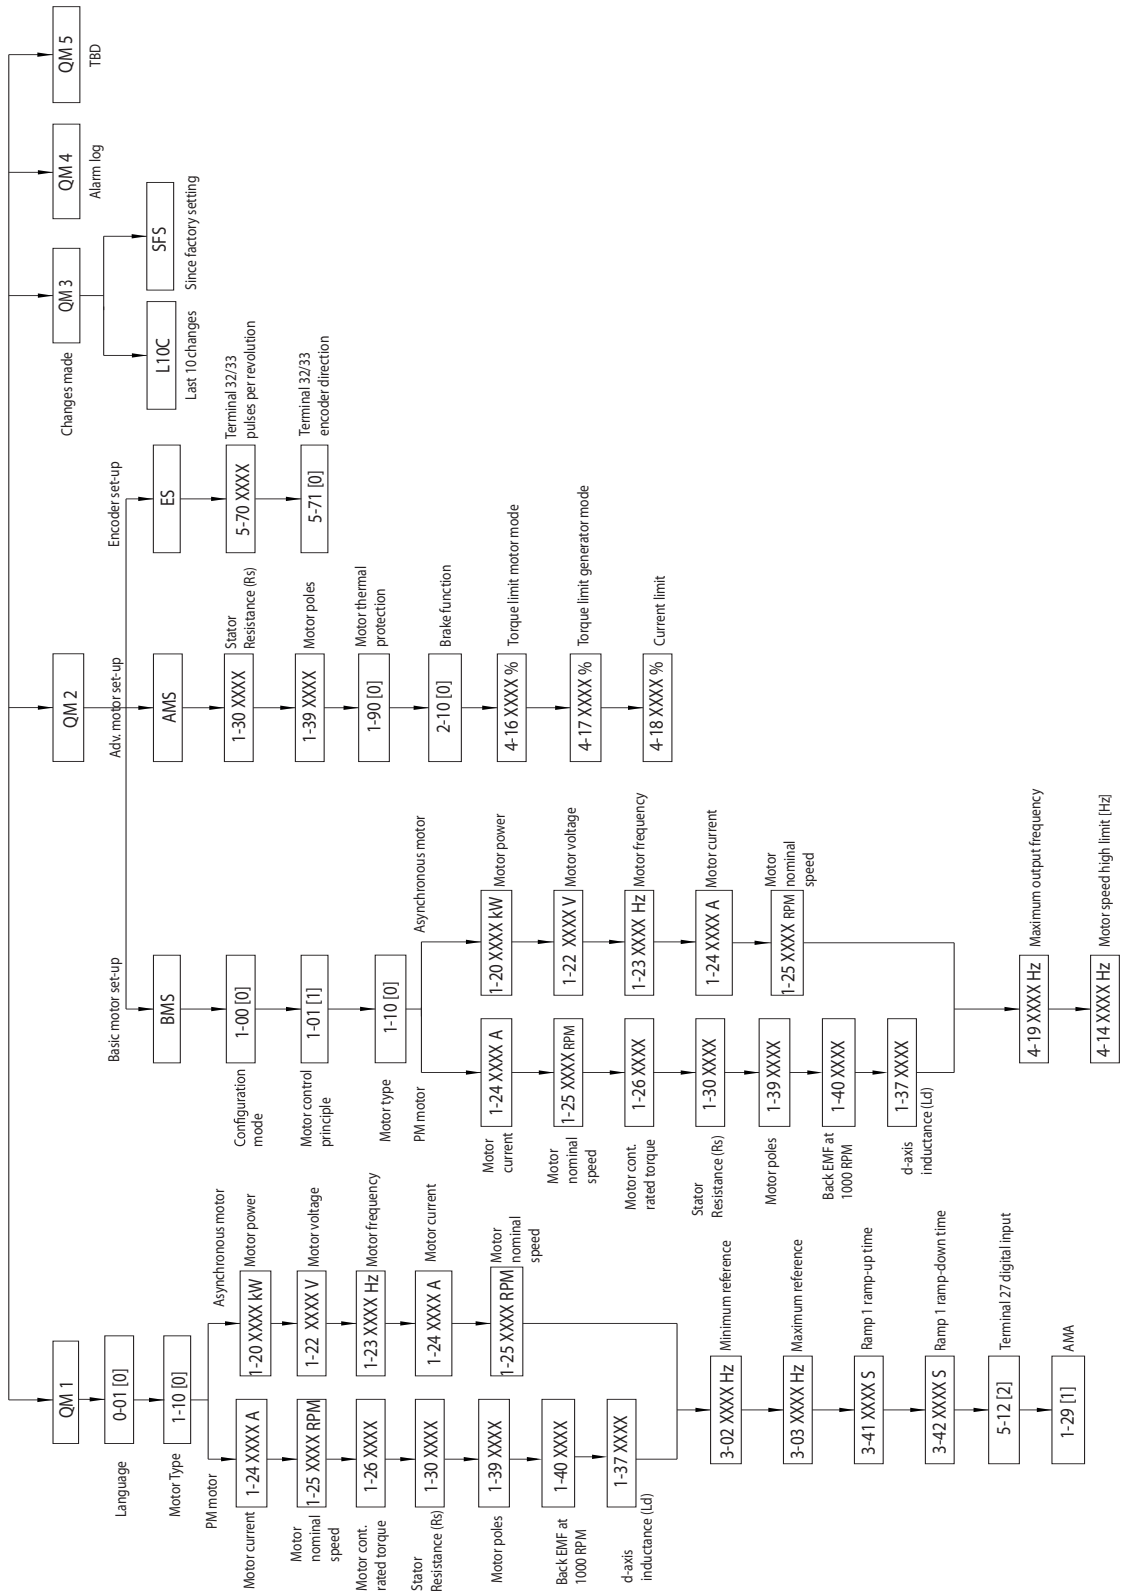 QM 1
0-01 [0]
Language
1-10 [0]
Motor Type
PM motor
1-24 XXXX A
Motor current
1-25 XXXX RPM
Motor
nominal
speed
1-26 XXXX
Motor cont.
rated torque
1-30 XXXX
Stator
Resistance (Rs)
1-39 XXXX
Motor poles
1-40 XXXX
Back EMF at
1000 RPM
1-37 XXXX
d-axis
inductance (Ld)
Asynchronous motor
1-20 XXXX kW
Motor power
1-22 XXXX V
Motor voltage
1-23 XXXX Hz
Motor frequency
1-24 XXXX A
Motor current
1-25 XXXX RPM
Motor
nominal
speed
3-02 XXXX Hz
Minimum reference
3-03 XXXX Hz
Maximum reference
3-41 XXXX S
Ramp 1 ramp-up time
3-42 XXXX S
Ramp 1 ramp-down time
5-12 [2]
Terminal 27 digital input
1-29 [1]
AMA
QM 2
Basic motor set-up
BMS
1-00 [0]
Configuration
mode
1-01 [1]
Motor control
principle
1-10 [0]
Motor type
PM motor
1-24 XXXX A
Motor
current
1-25 XXXX RPM
Motor
nominal
speed
1-26 XXXX
Motor cont.
rated torque
1-30 XXXX
Stator
Resistance (Rs)
1-39 XXXX
Motor poles
1-40 XXXX
Back EMF at
1000 RPM
1-37 XXXX
d-axis
inductance (Ld)
Asynchronous motor
1-20 XXXX kW
Motor power
1-22 XXXX V
Motor voltage
1-23 XXXX Hz
Motor frequency
1-24 XXXX A
Motor current
1-25 XXXX RPM
Motor
nominal
speed
4-19 XXXX Hz
Maximum output frequency
4-14 XXXX Hz
Motor speed high limit [Hz]
Adv. motor set-up
AMS
1-30 XXXX
Stator
Resistance (Rs)
1-39 XXXX
Motor poles
1-90 [0]
Motor thermal
protection
2-10 [0]
Brake function
4-16 XXXX %
Torque limit motor mode
4-17 XXXX %
Torque limit generator mode
4-18 XXXX %
Current limit
Encoder set-up
ES
5-70 XXXX
Terminal 32/33
pulses per revolution
5-71 [0]
Terminal 32/33
encoder direction
QM 3
Changes made
L10C
Last 10 changes
SFS
Since factory setting
QM 4
Alarm log
QM 5
TBD